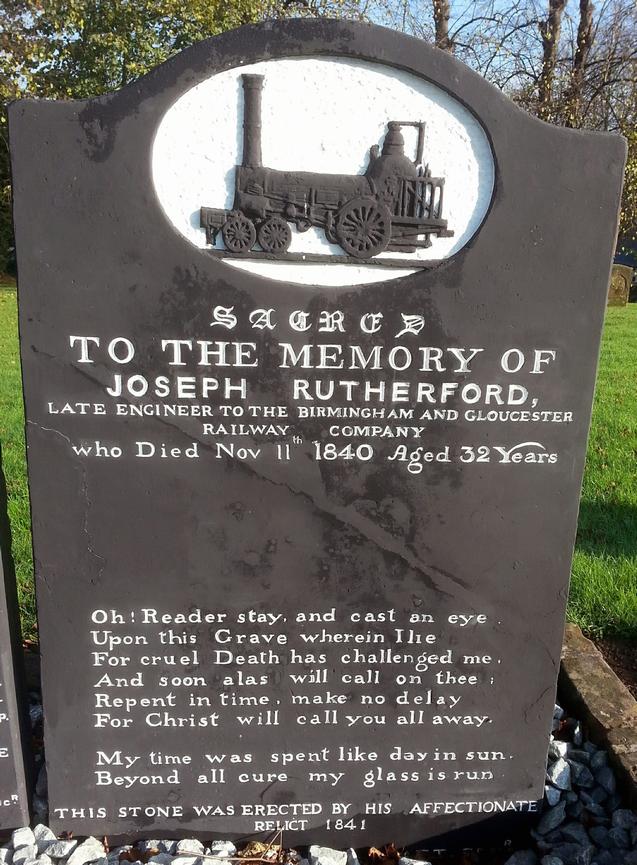 SACRED
TO THE MEMORY OF
JOSEPH RUTHERFORD,
LATE ENGINEER TO THE BIRMINGHAM AND GLOUCESTER
RAILWAY COMPANY
who Died Nov 11th 1840 Aged 32 Years
Oh! Reader stay, and cast an eye.
Upon this Grave wherein I lie
For cruel Death has challenged me,
And soon alas will call on thee;
Repent in time, make no delay
For Christ will call you all away.
My time was spent like day in sun.
Beyond all cure my glass is run
THIS STONE WAS ERECTED BY HIS AFFECTIONATE
RELICT 1841